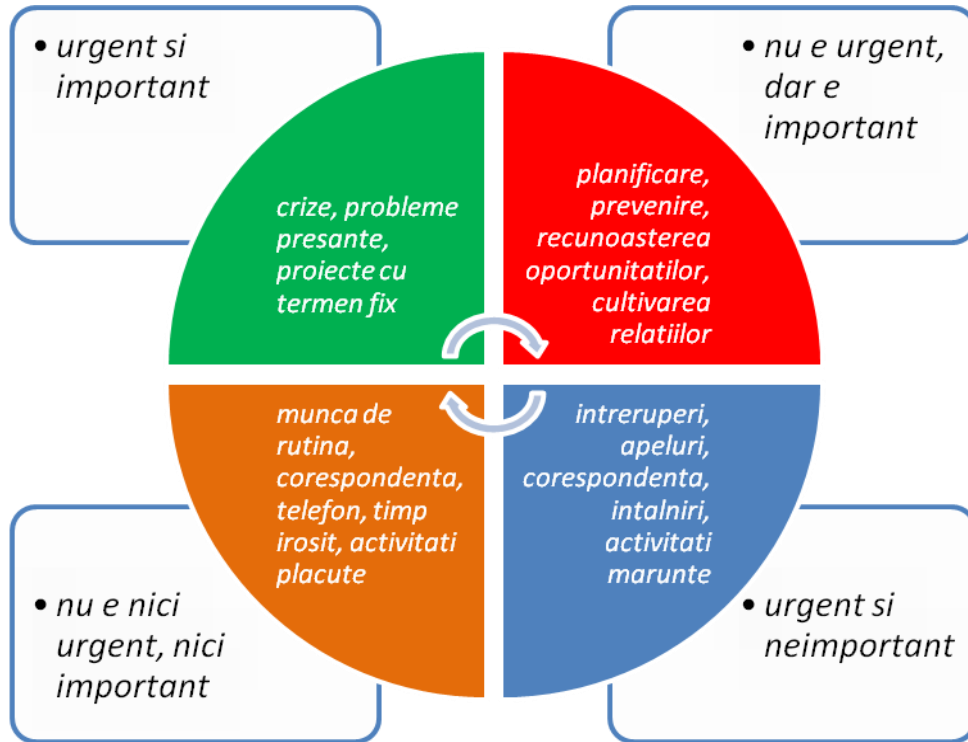 • urgent si
important
• nu e urgent,
dar e
important
crize, probleme
presante,
proiecte cu
termen fix
planificare,
prevenire,
recunoasterea
oportunitatilor,
cultivarea
relatiilor
munca de
rutina,
corespondenta,
telefon, timp
irosit, activitati
placute
intreruperi,
apeluri,
corespondenta,
intalniri,
activitati
marunte
• nu e nici
urgent, nici
important
• urgent si
neimportant